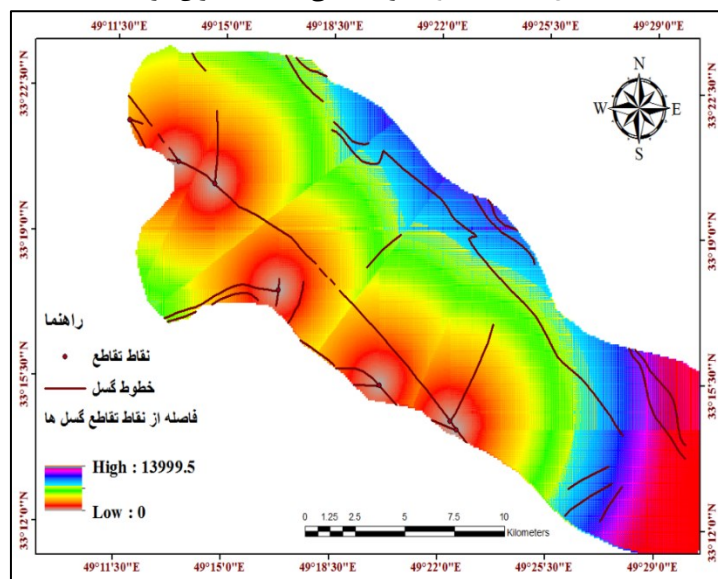 49°11'30"E 49°15'0"E 49°18'30"E 49°22'0"E 49°25'30"E 49°29'0"E
33°22'30"N 33°22'30"N
33°19'0"N 33°19'0"N
33°15'30"N 33°15'30"N
33°12'0"N 33°12'0"N
N
W E
S
راهنما
نقاط تقاطع
خطوط گسل
فاصله از نقاط تقاطع گسل ها
High : 13999.5
Low : 0
0 1.25 2.5 5 7.5 10
Kilometers
49°11'30"E 49°15'0"E 49°18'30"E 49°22'0"E 49°25'30"E 49°29'0"E